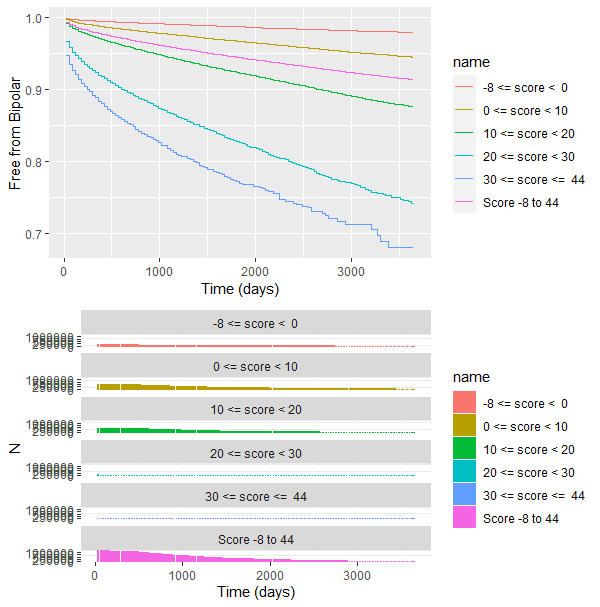 1.0
0.9
0.8
0.7
Free from Bipolar
0 1000 2000 3000
Time (days)
name
-8 <= score < 0
0 <= score < 10
10 <= score < 20
20 <= score < 30
30 <= score <= 44
Score -8 to 44
-8 <= score < 0
0 <= score < 10
10 <= score < 20
20 <= score < 30
30 <= score <= 44
Score -8 to 44
N
0 1000 2000 3000
Time (days)
name
-8 <= score < 0
0 <= score < 10
10 <= score < 20
20 <= score < 30
30 <= score <= 44
Score -8 to 44